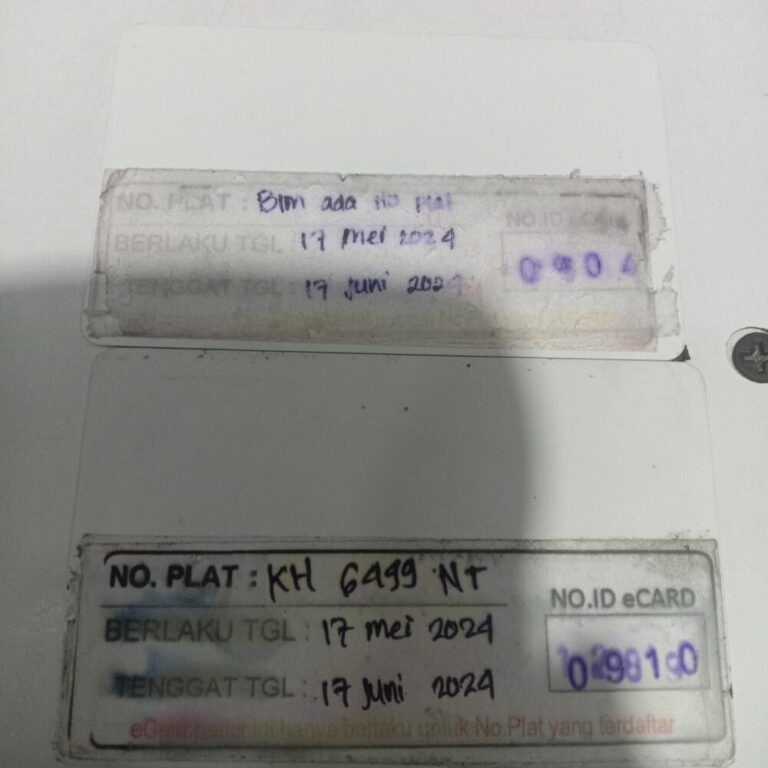 NO. PLAT : Blm ada no plat
NO.ID eCARD
BERLAKU TGL 17 Mei 2024
TENGGAT TGL : 17 Juni 2024
NO. PLAT : KH 6499 NT
NO.ID eCARD
BERLAKU TGL : 17 mei 2024
TENGGAT TGL : 17 Juni 2024
berlaku untuk No.Plat yang terdaftar